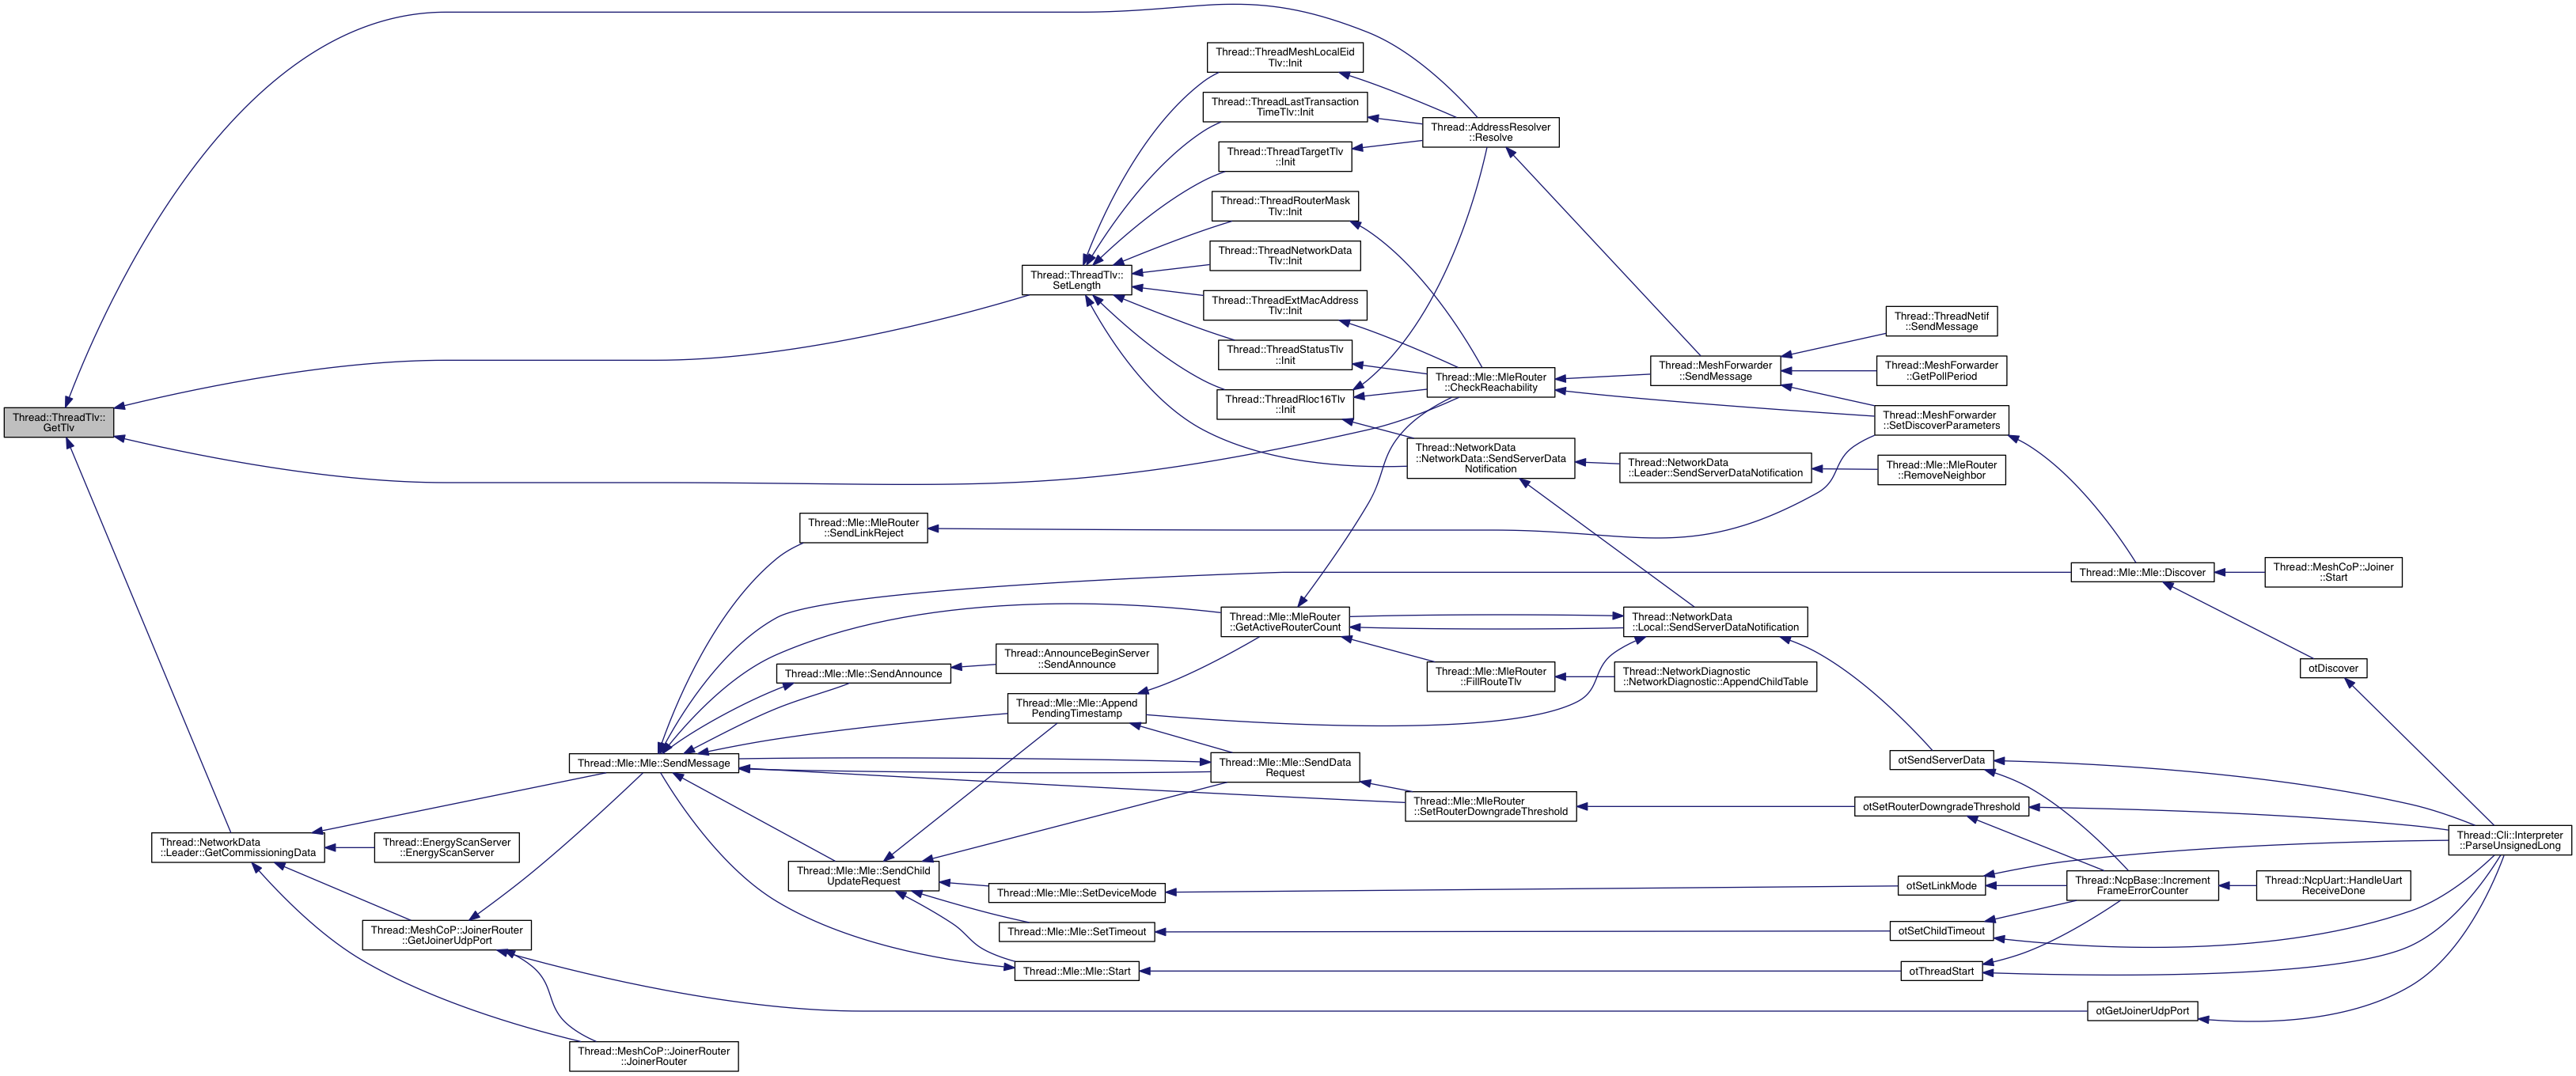 Thread::ThreadTlv::
GetTlv
Thread::NetworkData
::Leader::GetCommissioningData
Thread::EnergyScanServer
::EnergyScanServer
Thread::MeshCoP::JoinerRouter
::GetJoinerUdpPort
Thread::Mle::Mle::SendMessage
Thread::MeshCoP::JoinerRouter
::JoinerRouter
Thread::Mle::MleRouter
::SendLinkReject
Thread::Mle::Mle::SendAnnounce
Thread::Mle::Mle::SendChild
UpdateRequest
Thread::ThreadTlv::
SetLength
Thread::AnnounceBeginServer
::SendAnnounce
Thread::Mle::Mle::Append
PendingTimestamp
Thread::Mle::Mle::SetDeviceMode
Thread::Mle::Mle::SetTimeout
Thread::Mle::Mle::Start
Thread::ThreadMeshLocalEid
Tlv::Init
Thread::ThreadLastTransaction
TimeTlv::Init
Thread::ThreadTargetTlv
::Init
Thread::ThreadRouterMask
Tlv::Init
Thread::ThreadNetworkData
Tlv::Init
Thread::ThreadExtMacAddress
Tlv::Init
Thread::ThreadStatusTlv
::Init
Thread::ThreadRloc16Tlv
::Init
Thread::Mle::MleRouter
::GetActiveRouterCount
Thread::Mle::Mle::SendData
Request
Thread::AddressResolver
::Resolve
Thread::Mle::MleRouter
::CheckReachability
Thread::NetworkData
::NetworkData::SendServerData
Notification
Thread::Mle::MleRouter
::FillRouteTlv
Thread::Mle::MleRouter
::SetRouterDowngradeThreshold
Thread::MeshForwarder
::SendMessage
Thread::NetworkData
::Leader::SendServerDataNotification
Thread::NetworkData
::Local::SendServerDataNotification
Thread::NetworkDiagnostic
::NetworkDiagnostic::AppendChildTable
Thread::ThreadNetif
::SendMessage
Thread::MeshForwarder
::GetPollPeriod
Thread::MeshForwarder
::SetDiscoverParameters
Thread::Mle::MleRouter
::RemoveNeighbor
otSendServerData
otSetRouterDowngradeThreshold
otSetLinkMode
otSetChildTimeout
otThreadStart
Thread::Mle::Mle::Discover
Thread::NcpBase::Increment
FrameErrorCounter
otGetJoinerUdpPort
Thread::MeshCoP::Joiner
::Start
otDiscover
Thread::NcpUart::HandleUart
ReceiveDone
Thread::Cli::Interpreter
::ParseUnsignedLong